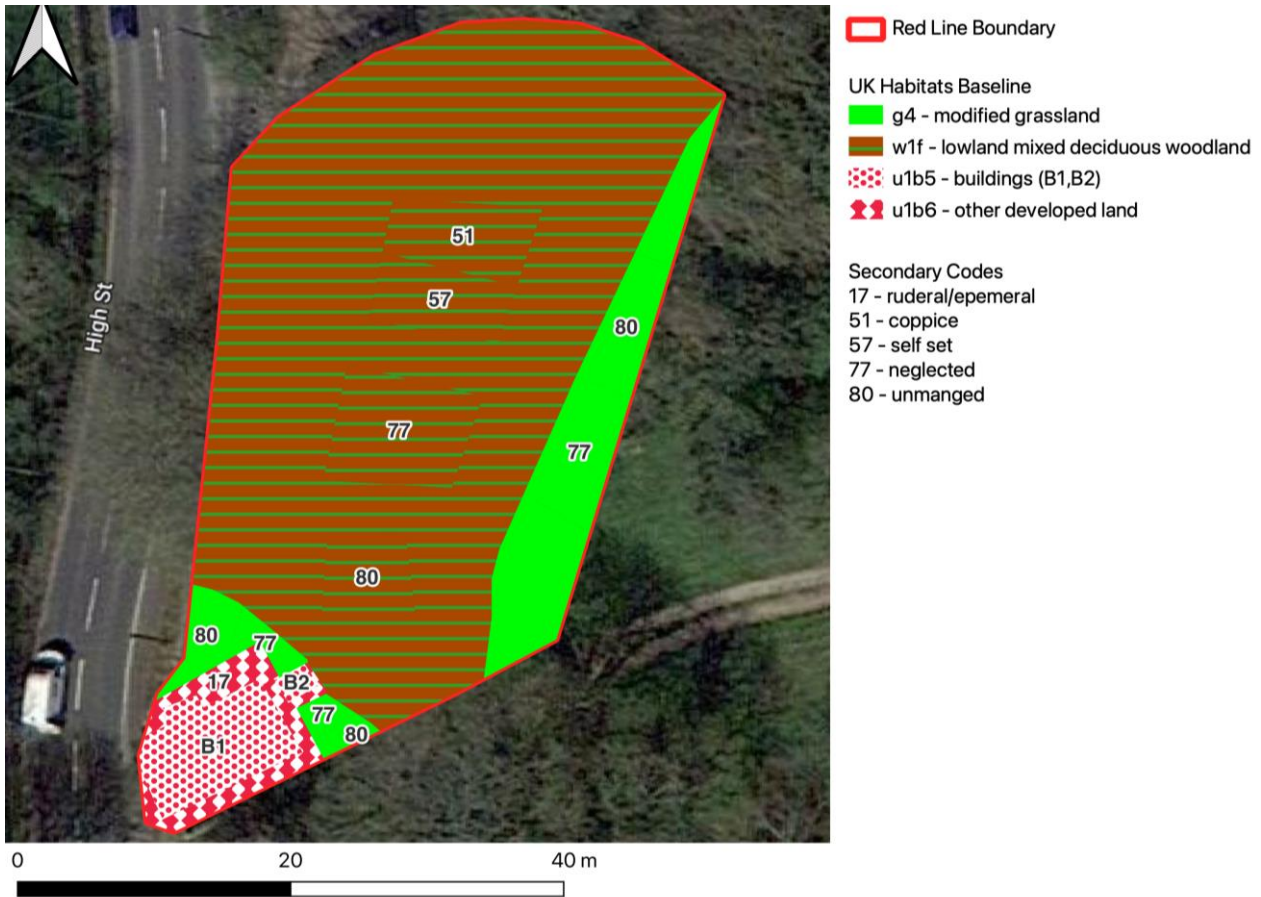 Red Line Boundary
UK Habitats Baseline
g4 - modified grassland
w1f - lowland mixed deciduous woodland
u1b5 - buildings (B1,B2)
u1b6 - other developed land
Secondary Codes
17 - ruderal/epemeral
51 - coppice
57 - self set
77 - neglected
80 - unmanged
High St
51
57
80
77
77
80
80
77
17
B2
77
80
B1
0 20 40 m